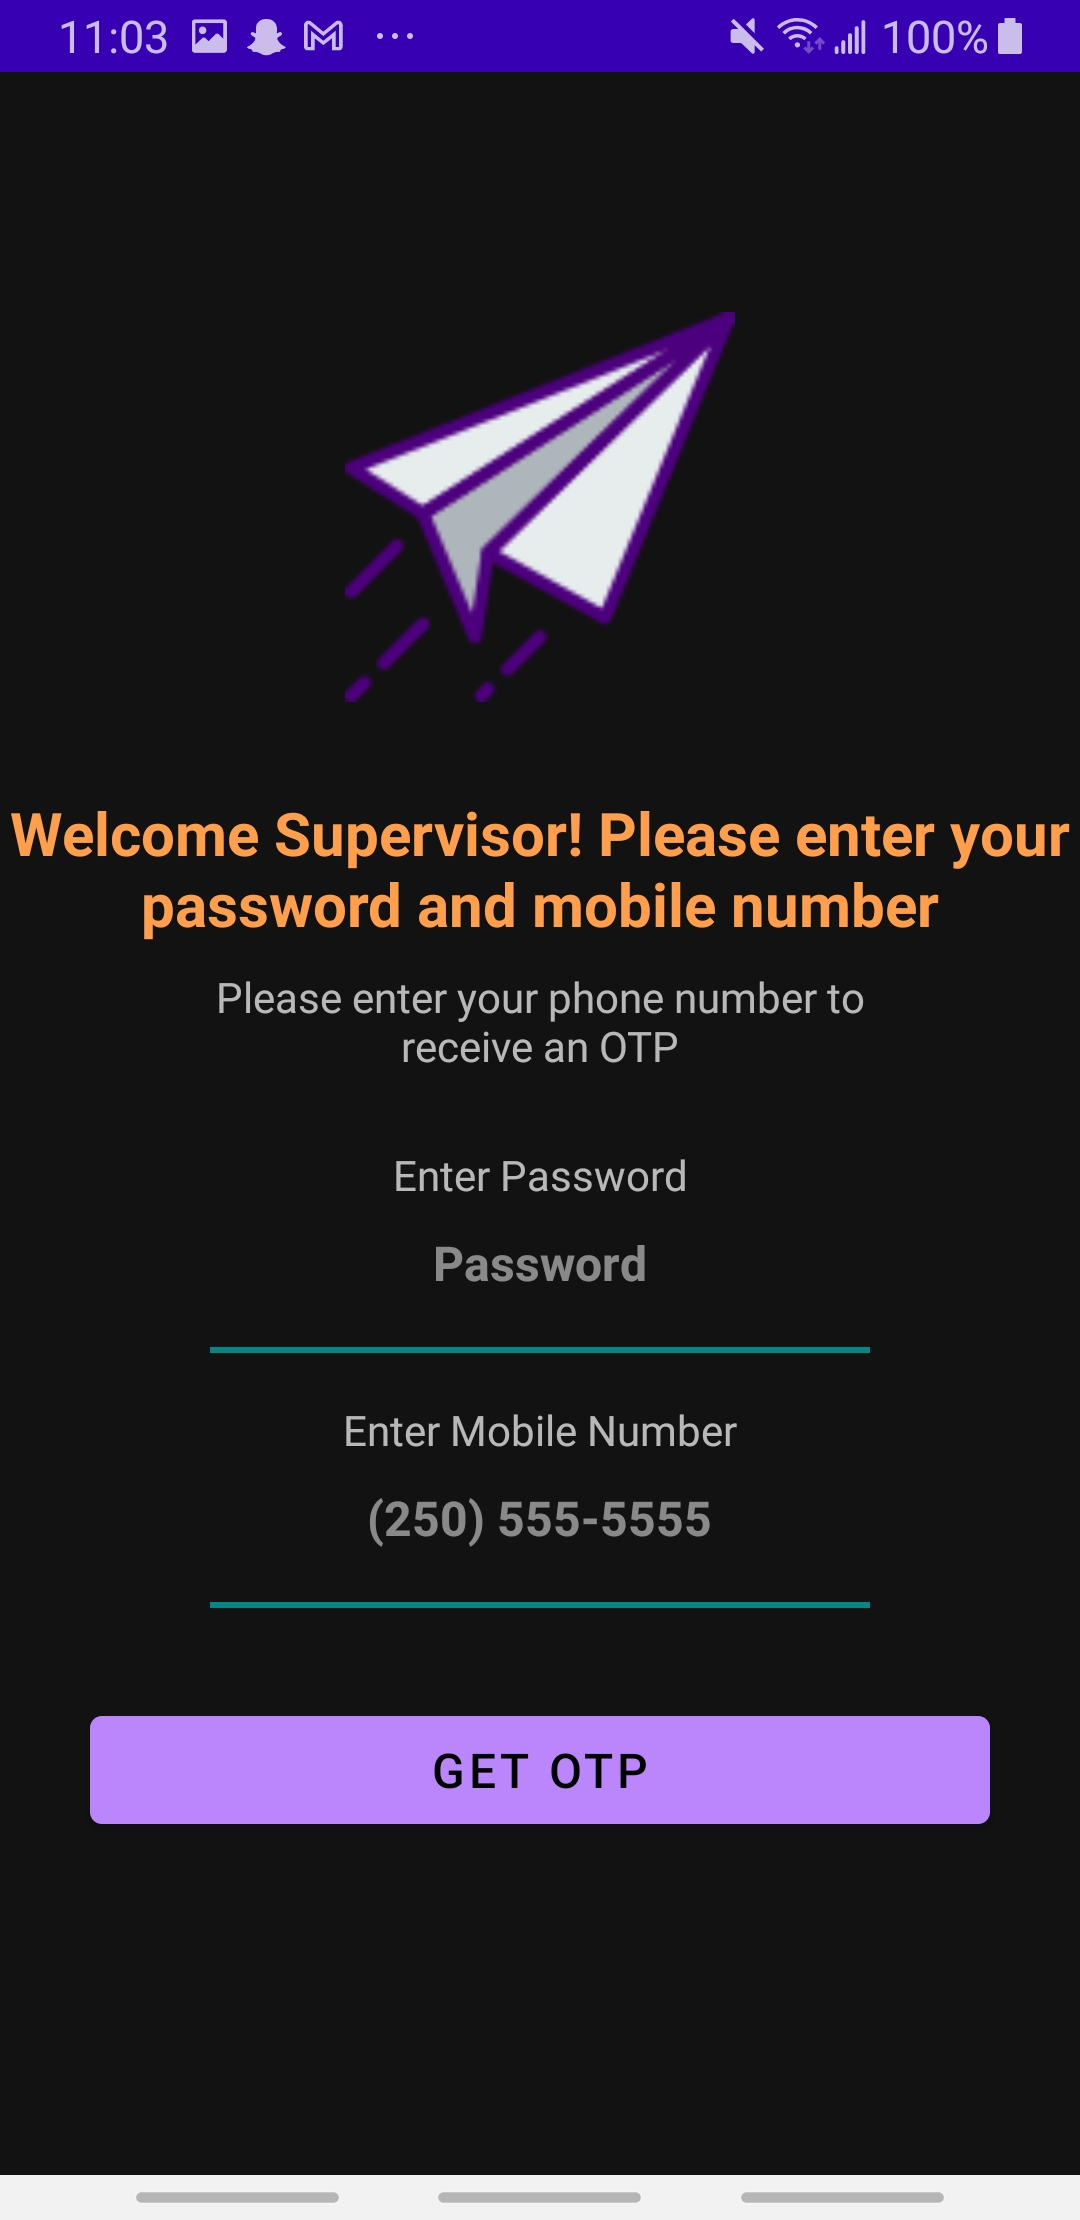 11:03 ... 100%
Welcome Supervisor! Please enter your
password and mobile number
Please enter your phone number to
receive an OTP
Enter Password
Password
Enter Mobile Number
(250) 555-5555
GET OTP